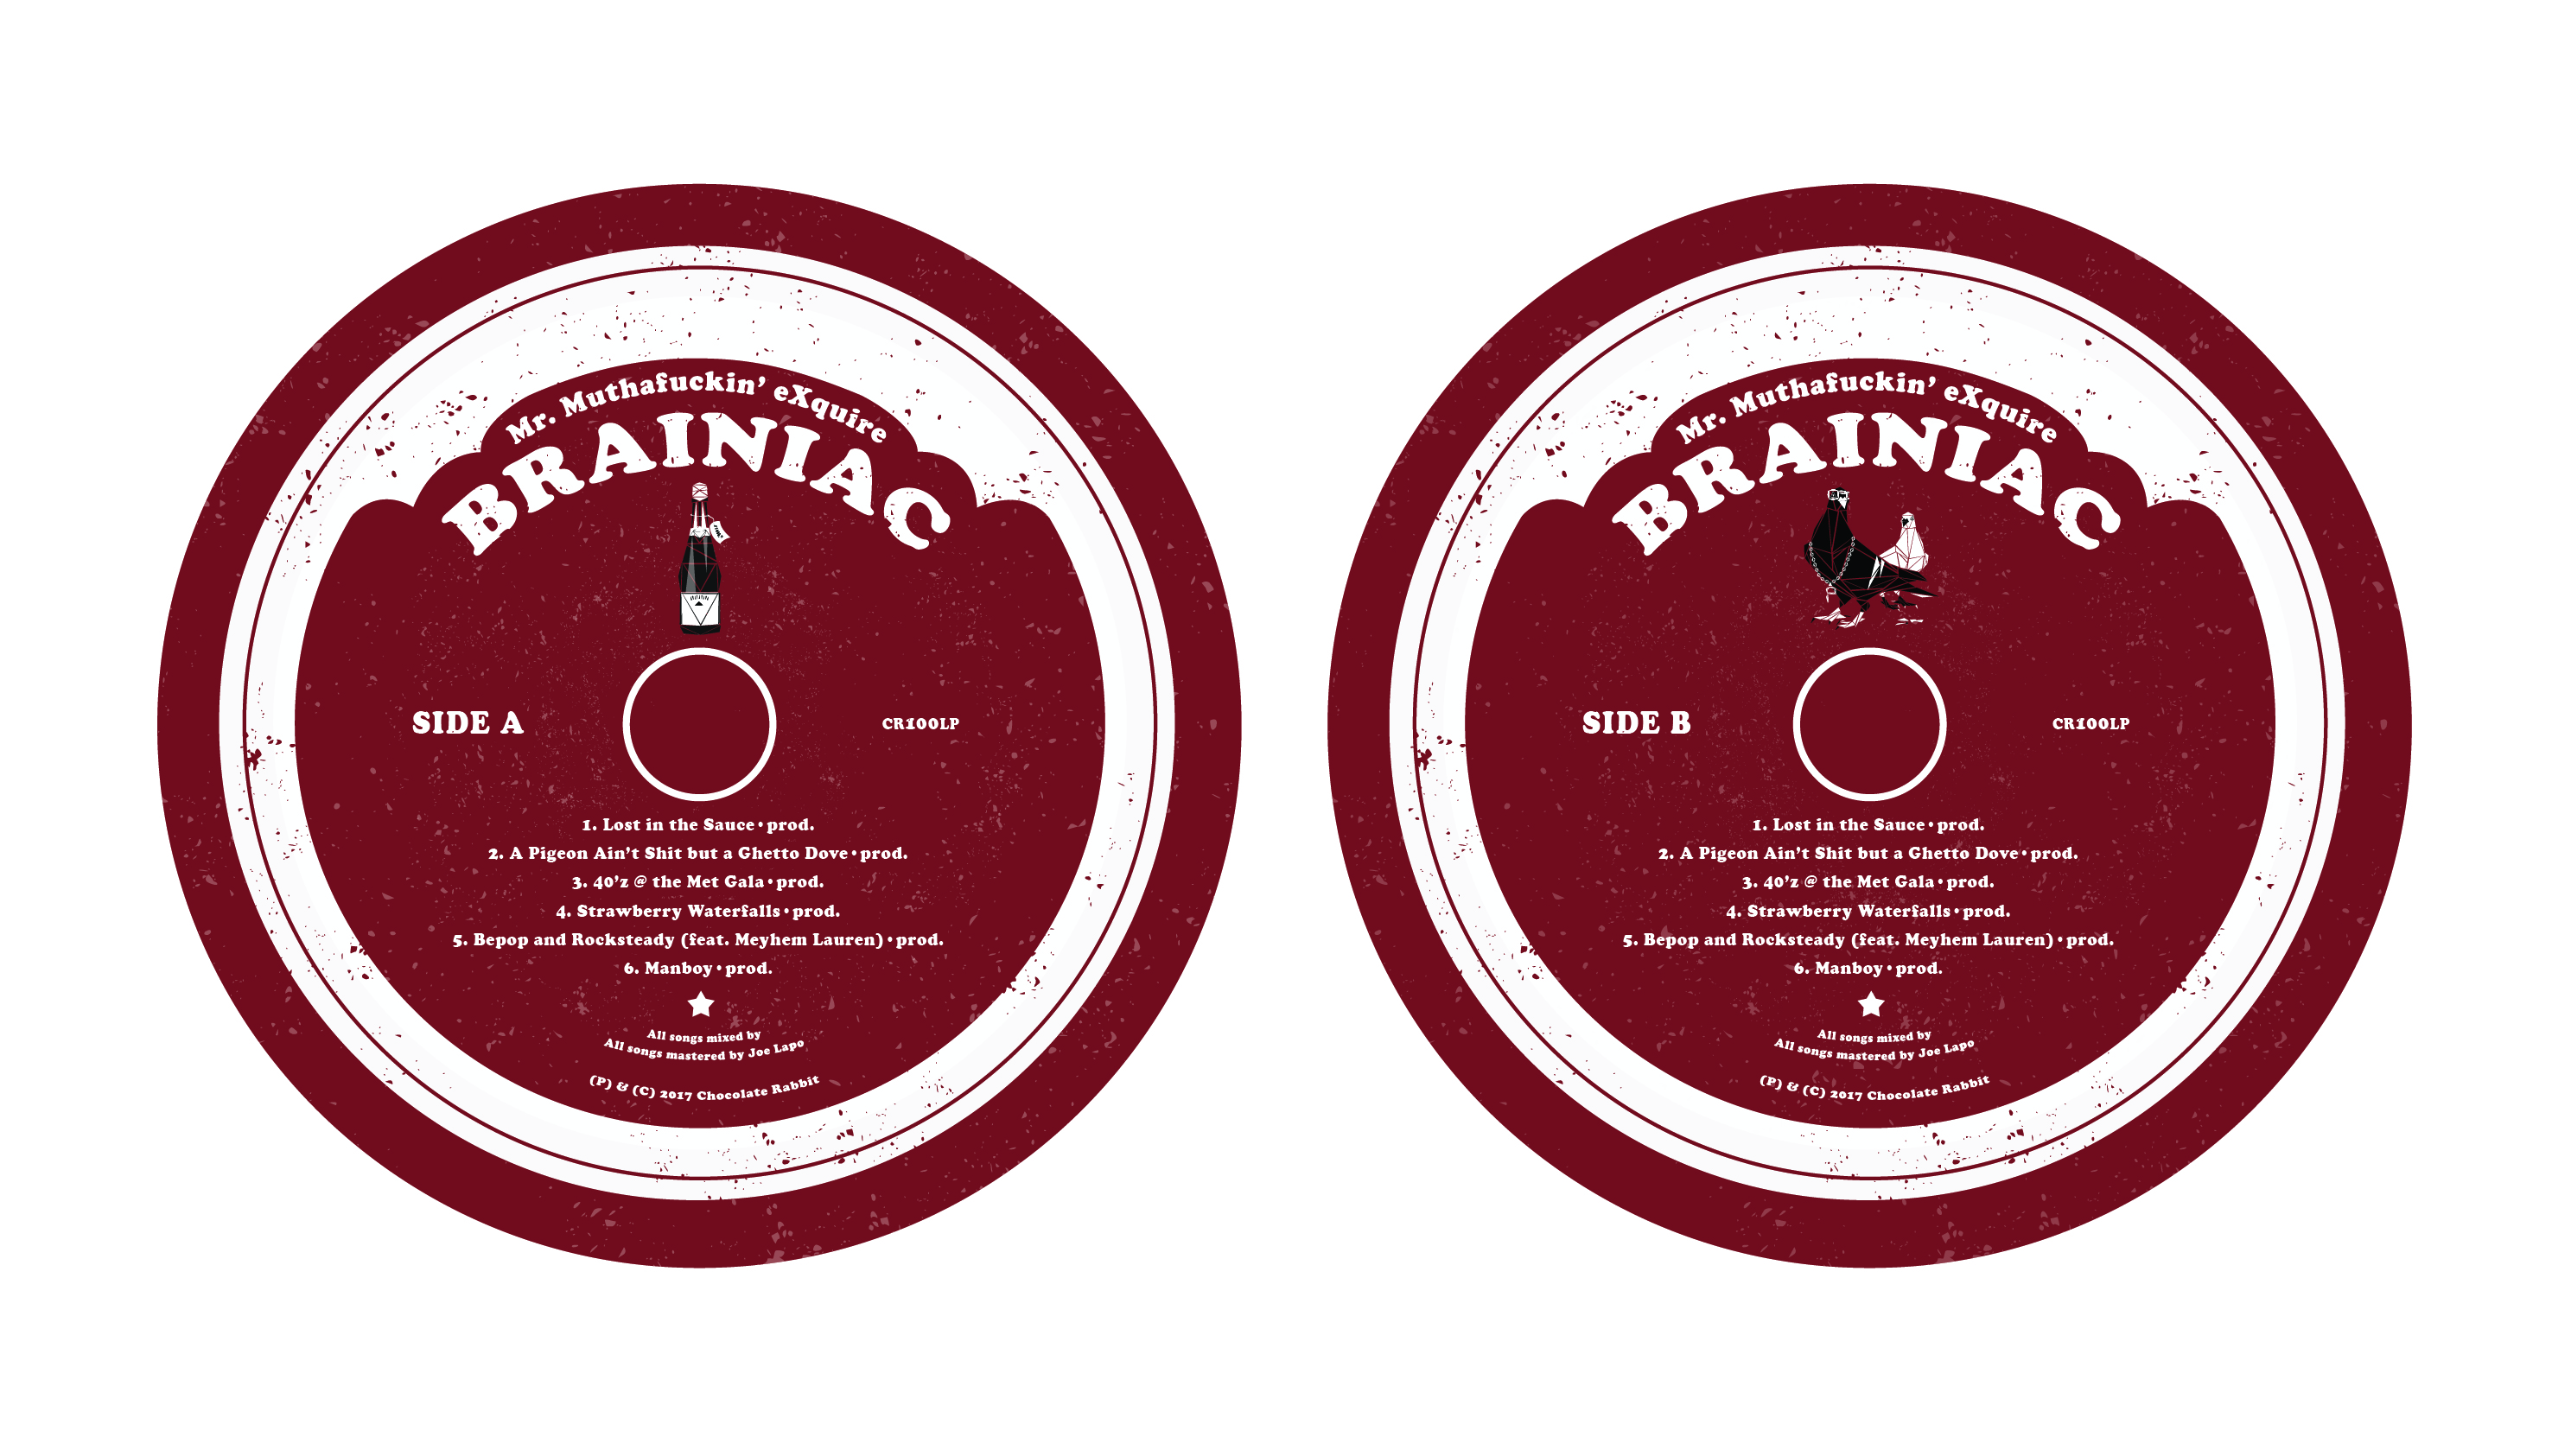 Mr. Muthafuckin' eXquire
BRAINIAC
SIDE A
CR100LP
1. Lost in the Sauce • prod.
2. A Pigeon Ain't Shit but a Ghetto Dove • prod.
3. 40'z @ the Met Gala • prod.
4. Strawberry Waterfalls • prod.
5. Bepop and Rocksteady (feat. Meyhem Lauren) • prod.
6. Manboy • prod.
All songs mixed by
All songs mastered by Joe Lapo
(P) & (C) 2017 Chocolate Rabbit
Mr. Muthafuckin' eXquire
BRAINIAC
SIDE B
CR100LP
1. Lost in the Sauce • prod.
2. A Pigeon Ain't Shit but a Ghetto Dove • prod.
3. 40'z @ the Met Gala • prod.
4. Strawberry Waterfalls • prod.
5. Bepop and Rocksteady (feat. Meyhem Lauren) • prod.
6. Manboy • prod.
All songs mixed by
All songs mastered by Joe Lapo
(P) & (C) 2017 Chocolate Rabbit